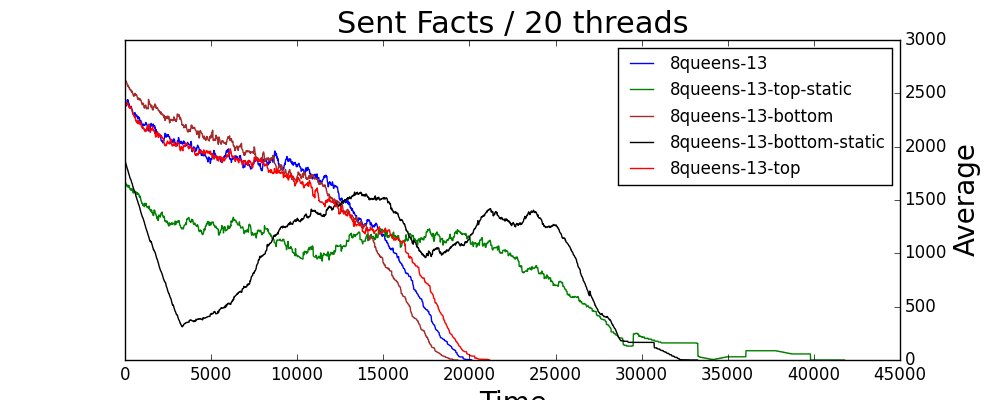 Sent Facts / 20 threads
8queens-13
8queens-13-top-static
8queens-13-bottom
8queens-13-bottom-static
8queens-13-top
3000
2500
2000
1500
1000
500
0
Average
0 5000 10000 15000 20000 25000 30000 35000 40000 45000
Time